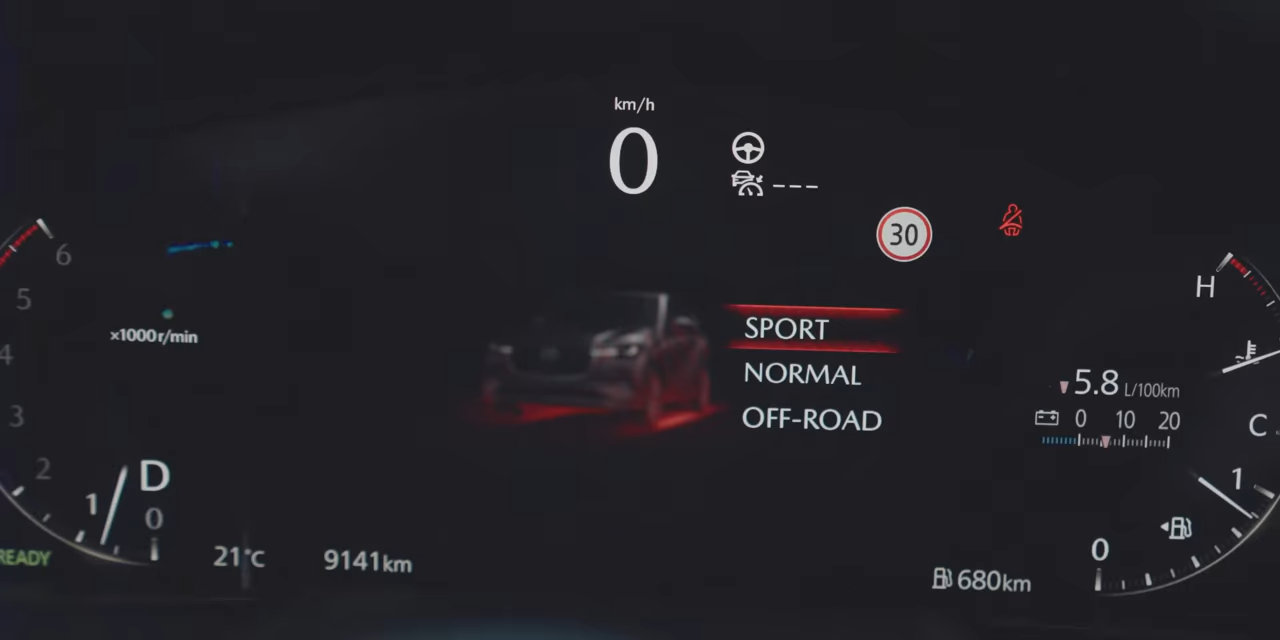 km/h
0
---
30
6
5
4
3
2
1
0
x1000r/min
D
READY
21°C
9141km
SPORT
NORMAL
OFF-ROAD
H
C
5.8 L/100km
0 10 20
1
0
680km